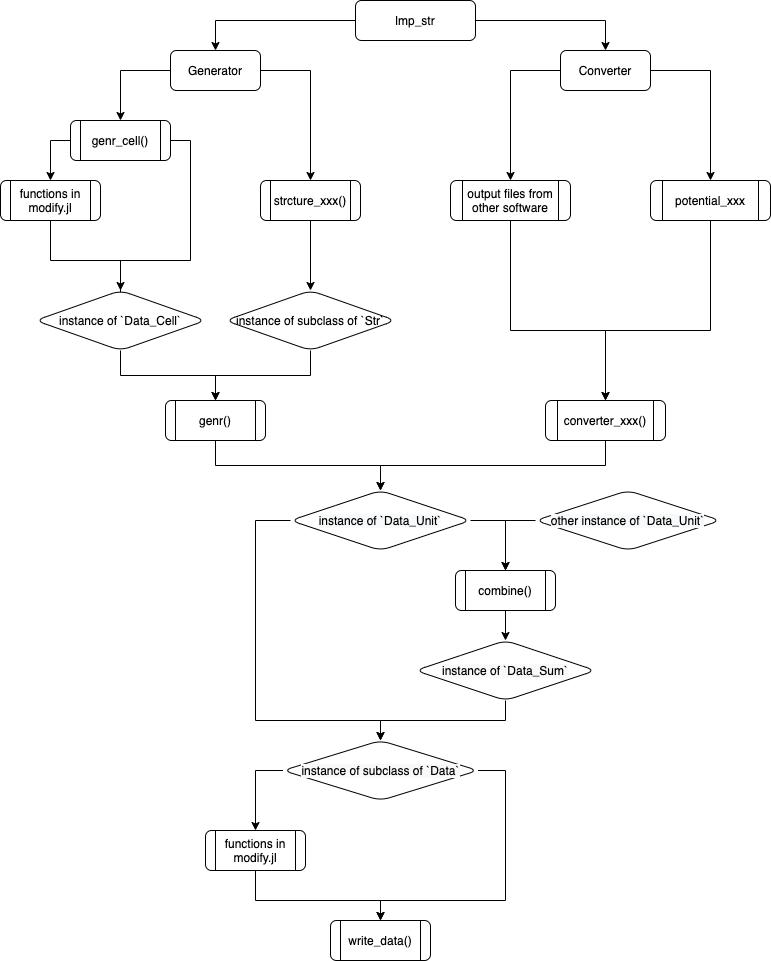 lmp_str
Generator
Converter
genr_cell()
functions in
modify.jl
strcture_xxx()
output files from
other software
potential_xxx
instance of `Data_Cell`
instance of subclass of `Str`
genr()
converter_xxx()
instance of `Data_Unit`
other instance of `Data_Unit`
combine()
instance of `Data_Sum`
instance of subclass of `Data`
functions in
modify.jl
write_data()